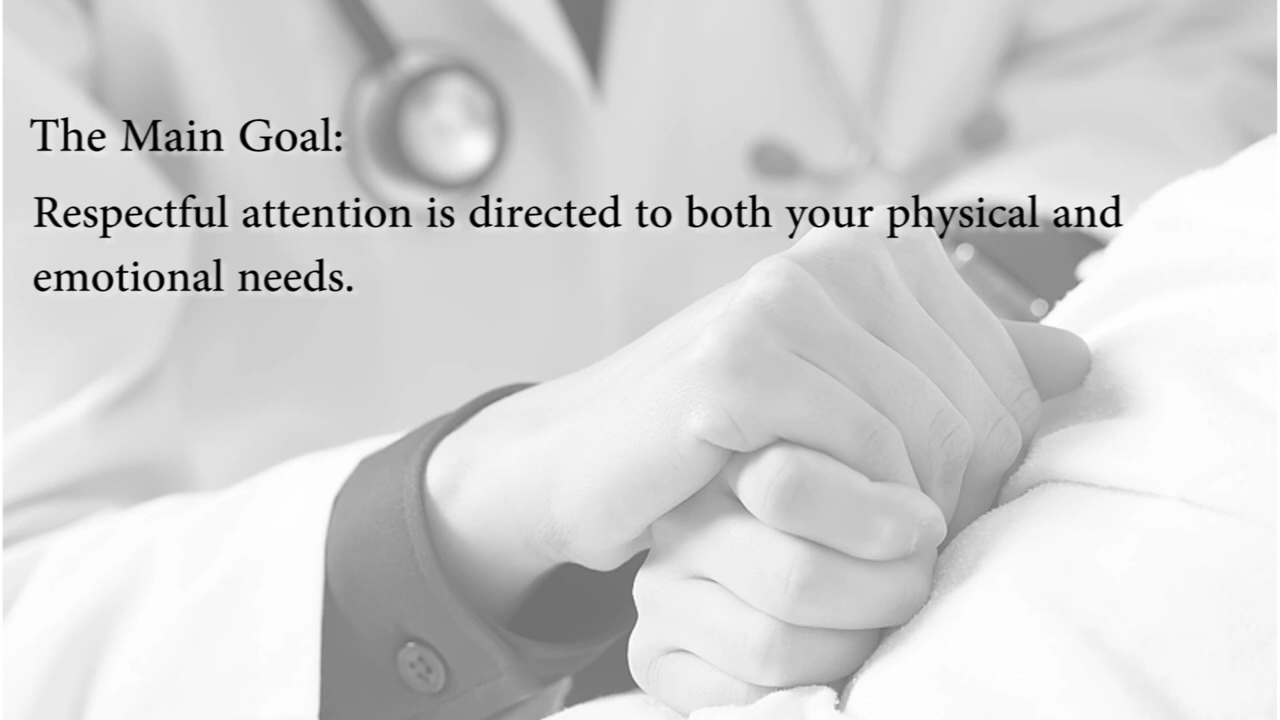 The Main Goal:
Respectful attention is directed to both your physical and
emotional needs.